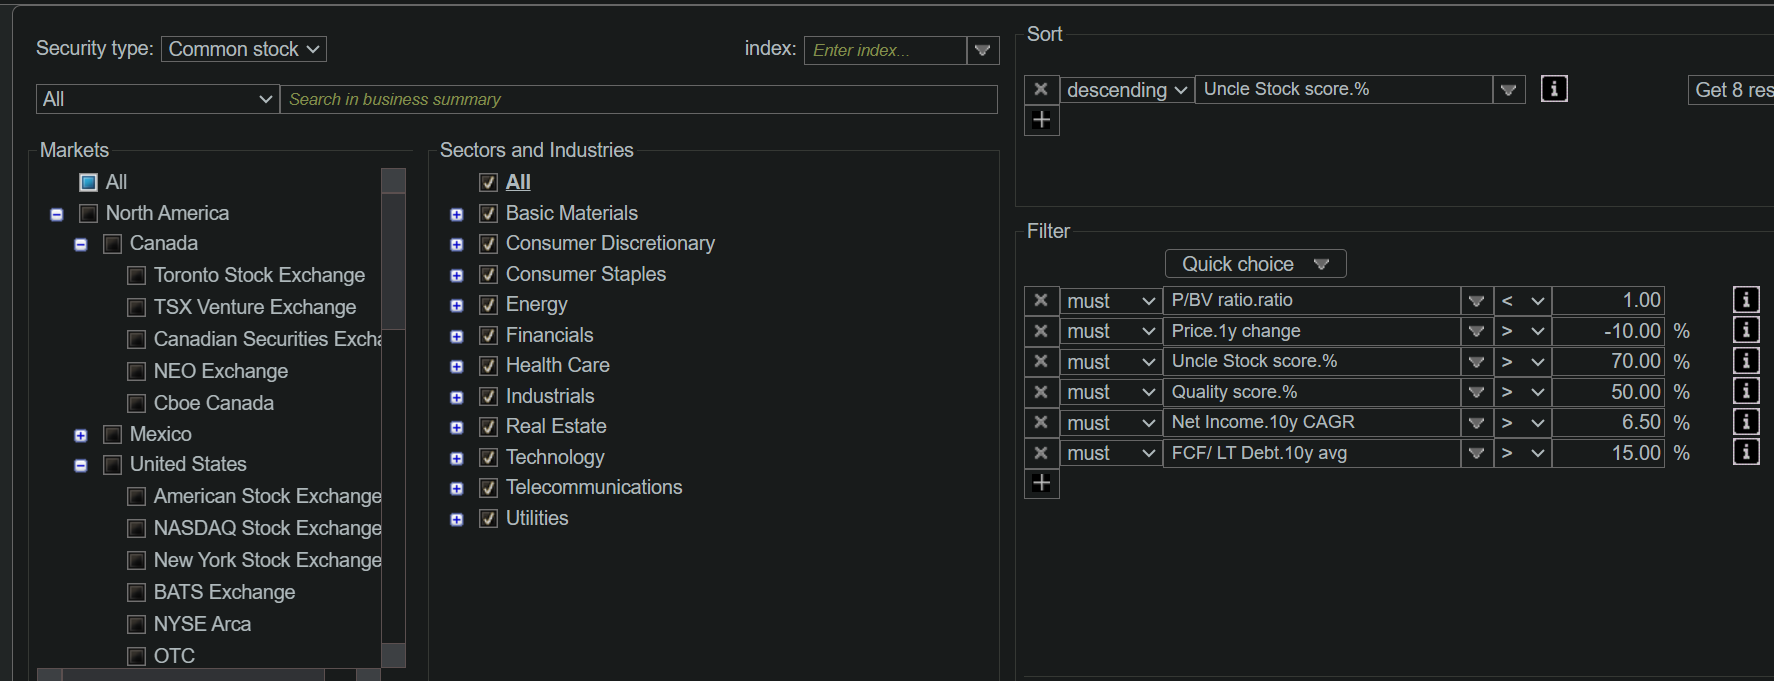 Security type: Common stock
index: Enter index...
All Search in business summary
Markets
All
North America
Canada
Toronto Stock Exchange
TSX Venture Exchange
Canadian Securities Excha
NEO Exchange
Cboe Canada
Mexico
United States
American Stock Exchange
NASDAQ Stock Exchange
New York Stock Exchange
BATS Exchange
NYSE Arca
OTC
Sectors and Industries
All
Basic Materials
Consumer Discretionary
Consumer Staples
Energy
Financials
Health Care
Industrials
Real Estate
Technology
Telecommunications
Utilities
Sort
descending Uncle Stock score.% Get 8 res
Filter
Quick choice
must P/BV ratio.ratio < 1.00
must Price.1y change > -10.00 %
must Uncle Stock score.% > 70.00 %
must Quality score.% > 50.00 %
must Net Income.10y CAGR > 6.50 %
must FCF/ LT Debt.10y avg > 15.00 %